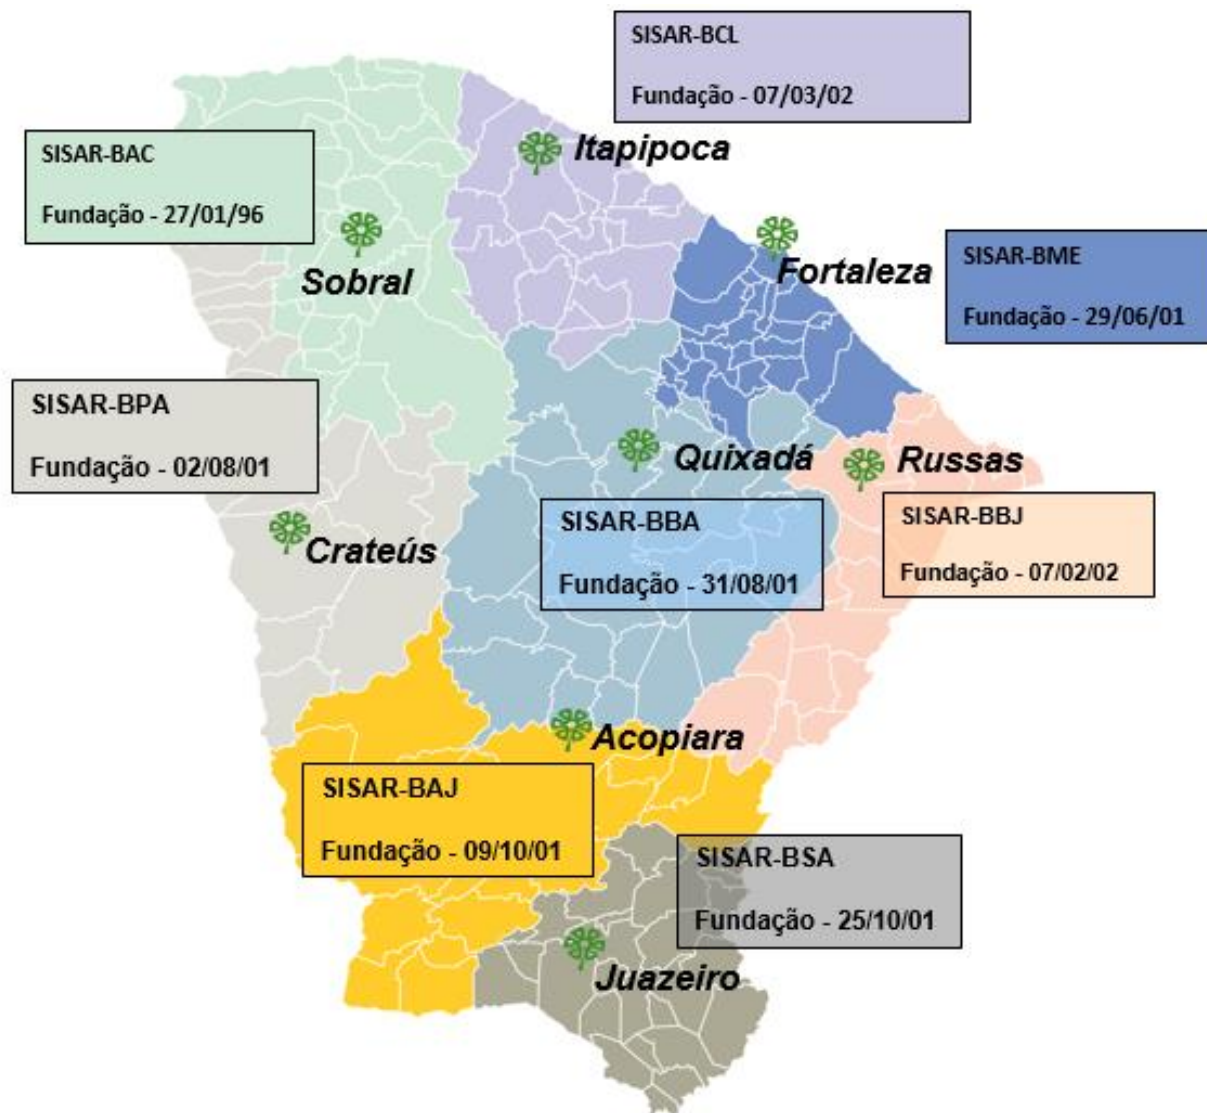 SISAR-BCL
Fundação - 07/03/02
Itapipoca
SISAR-BAC
Fundação - 27/01/96
Sobral
Fortaleza
SISAR-BME
Fundação - 29/06/01
SISAR-BPA
Fundação - 02/08/01
Crateús
Quixadá
Russas
SISAR-BBA
Fundação - 31/08/01
SISAR-BBJ
Fundação - 07/02/02
Acopiara
SISAR-BAJ
Fundação - 09/10/01
SISAR-BSA
Fundação - 25/10/01
Juazeiro